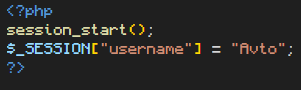 <?php
session_start();
$_SESSION["username"] = "Avto";
?>